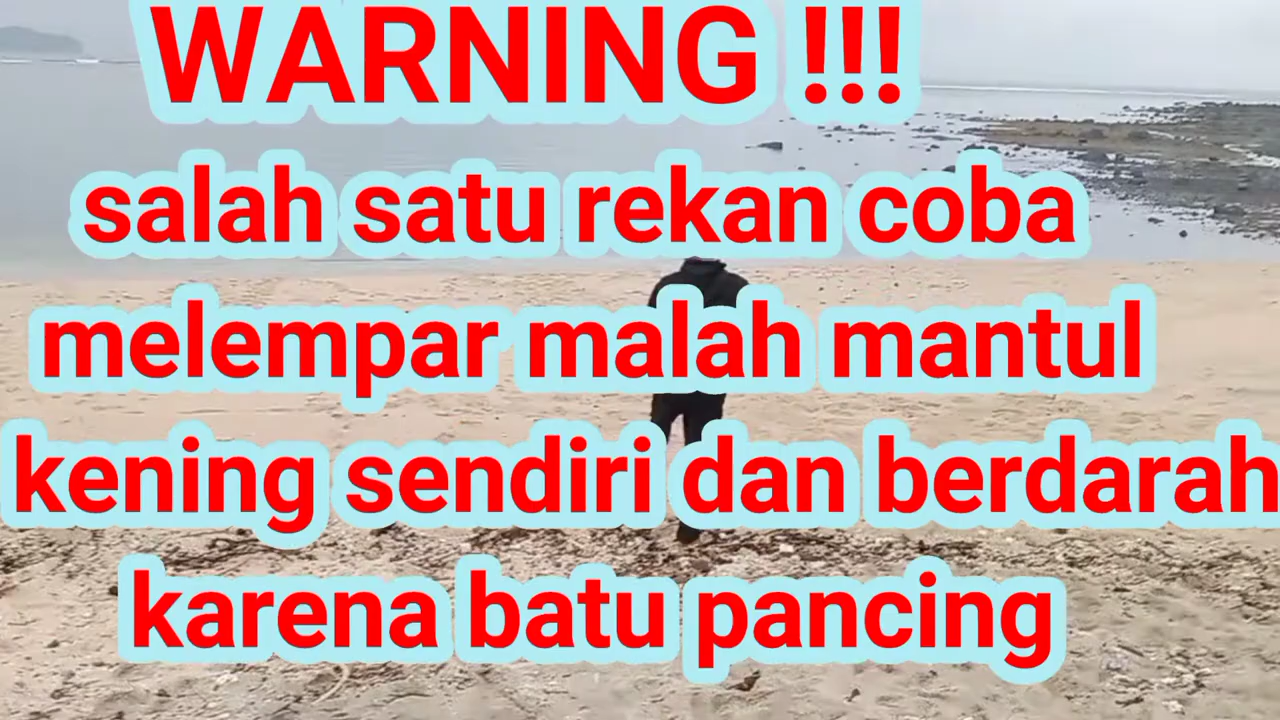 WARNING !!!
salah satu rekan coba
melempar malah mantul
kening sendiri dan berdarah
karena batu pancing